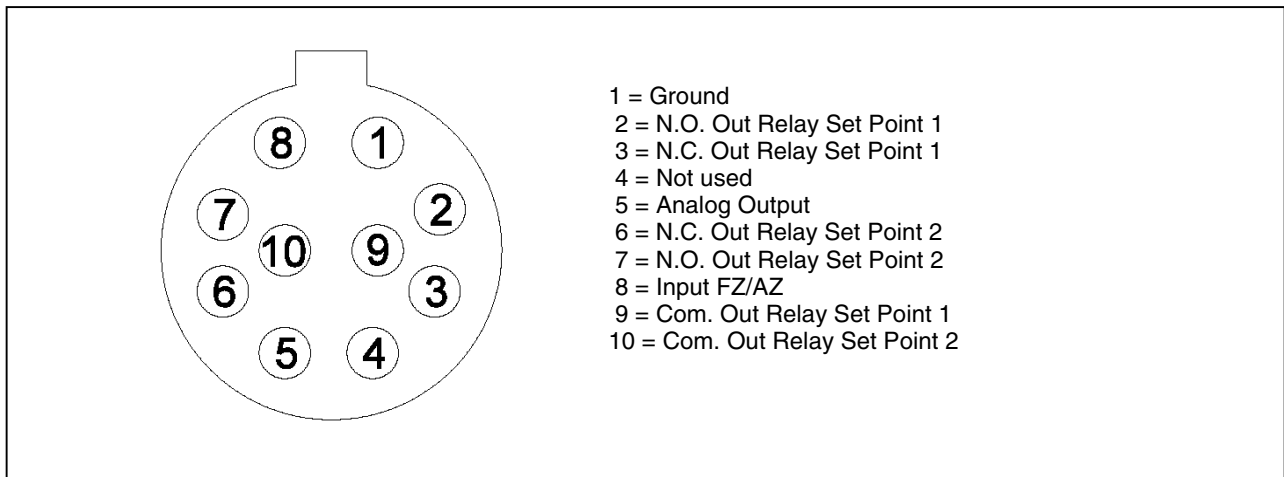 8 1
7 2
10 9
6 3
5 4
1 = Ground
2 = N.O. Out Relay Set Point 1
3 = N.C. Out Relay Set Point 1
4 = Not used
5 = Analog Output
6 = N.C. Out Relay Set Point 2
7 = N.O. Out Relay Set Point 2
8 = Input FZ/AZ
9 = Com. Out Relay Set Point 1
10 = Com. Out Relay Set Point 2